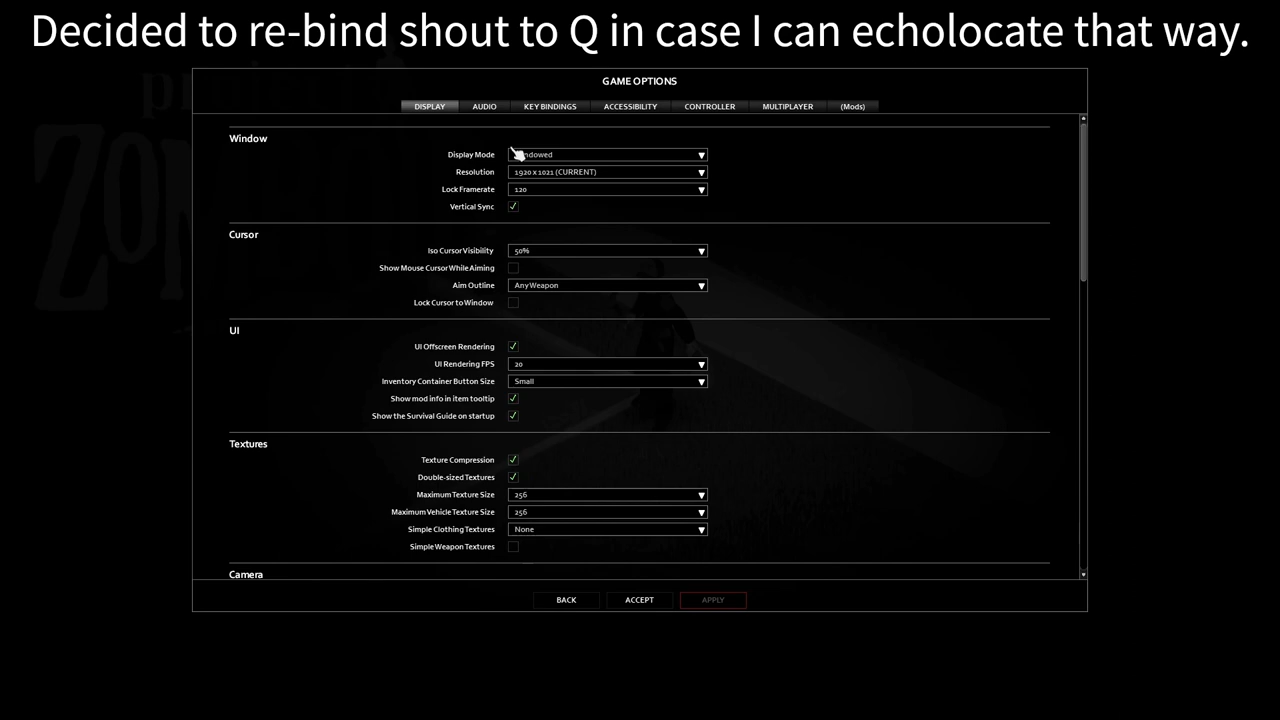 Decided to re-bind shout to Q in case I can echolocate that way.
project
ZOMBOID
GAME OPTIONS
DISPLAY AUDIO KEY BINDINGS ACCESSIBILITY CONTROLLER MULTIPLAYER (Mods)
Window
Display Mode ndowed
Resolution 1920 x 1021 (CURRENT)
Lock Framerate 120
Vertical Sync
Cursor
Iso Cursor Visibility 50%
Show Mouse Cursor While Aiming
Aim Outline Any Weapon
Lock Cursor to Window
UI
UI Offscreen Rendering
UI Rendering FPS 20
Inventory Container Button Size Small
Show mod info in item tooltip
Show the Survival Guide on startup
Textures
Texture Compression
Double-sized Textures
Maximum Texture Size 256
Maximum Vehicle Texture Size 256
Simple Clothing Textures None
Simple Weapon Textures
Camera
BACK ACCEPT APPLY